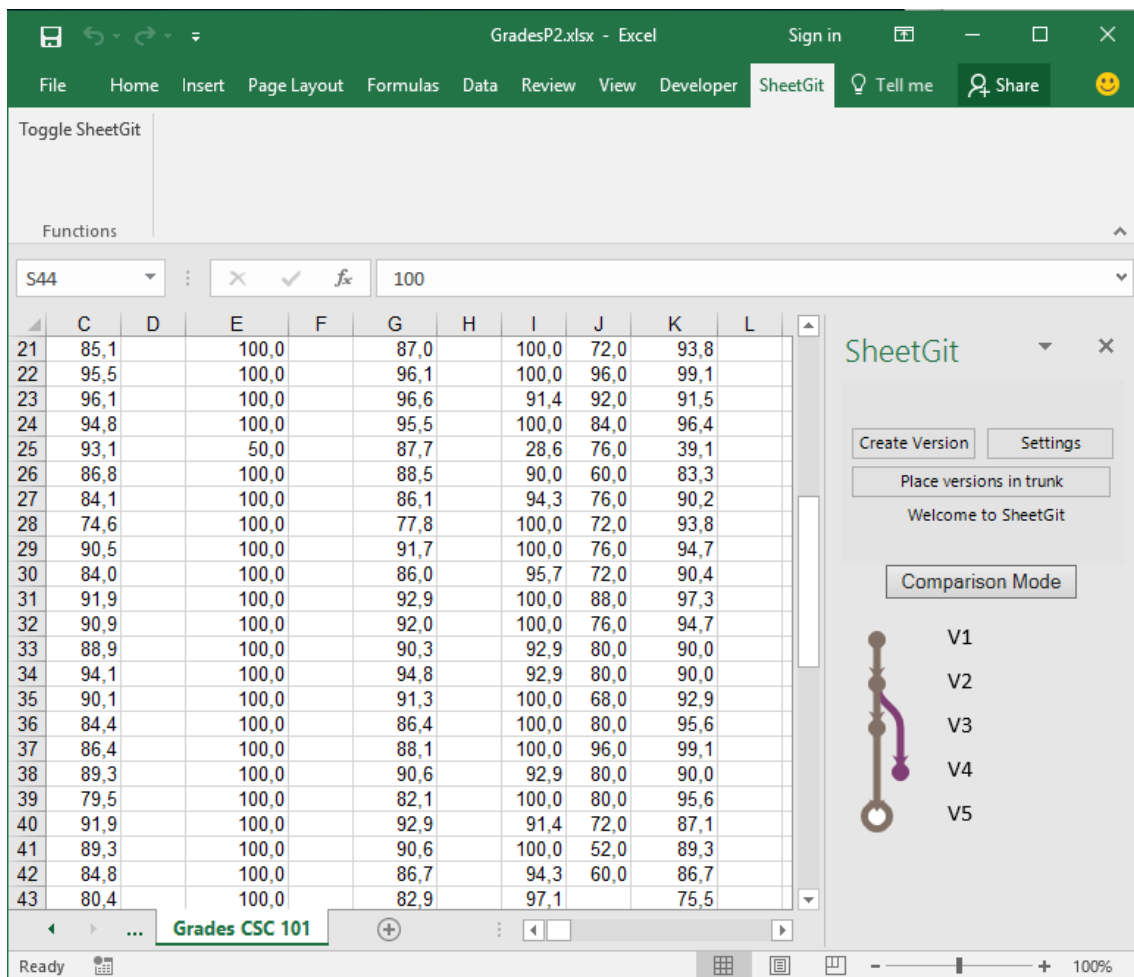 GradesP2.xlsx - Excel Sign in
File Home Insert Page Layout Formulas Data Review View Developer SheetGit Tell me Share
Toggle SheetGit
Functions
S44 fx 100
C D E F G H I J K L
21 85,1 100,0 87,0 100,0 72,0 93,8
22 95,5 100,0 96,1 100,0 96,0 99,1
23 96,1 100,0 96,6 91,4 92,0 91,5
24 94,8 100,0 95,5 100,0 84,0 96,4
25 93,1 50,0 87,7 28,6 76,0 39,1
26 86,8 100,0 88,5 90,0 60,0 83,3
27 84,1 100,0 86,1 94,3 76,0 90,2
28 74,6 100,0 77,8 100,0 72,0 93,8
29 90,5 100,0 91,7 100,0 76,0 94,7
30 84,0 100,0 86,0 95,7 72,0 90,4
31 91,9 100,0 92,9 100,0 88,0 97,3
32 90,9 100,0 92,0 100,0 76,0 94,7
33 88,9 100,0 90,3 92,9 80,0 90,0
34 94,1 100,0 94,8 92,9 80,0 90,0
35 90,1 100,0 91,3 100,0 68,0 92,9
36 84,4 100,0 86,4 100,0 80,0 95,6
37 86,4 100,0 88,1 100,0 96,0 99,1
38 89,3 100,0 90,6 92,9 80,0 90,0
39 79,5 100,0 82,1 100,0 80,0 95,6
40 91,9 100,0 92,9 91,4 72,0 87,1
41 89,3 100,0 90,6 100,0 52,0 89,3
42 84,8 100,0 86,7 94,3 60,0 86,7
43 80,4 100,0 82,9 97,1 75,5
SheetGit
Create Version Settings
Place versions in trunk
Welcome to SheetGit
Comparison Mode
V1
V2
V3
V4
V5
... Grades CSC 101
Ready 100%